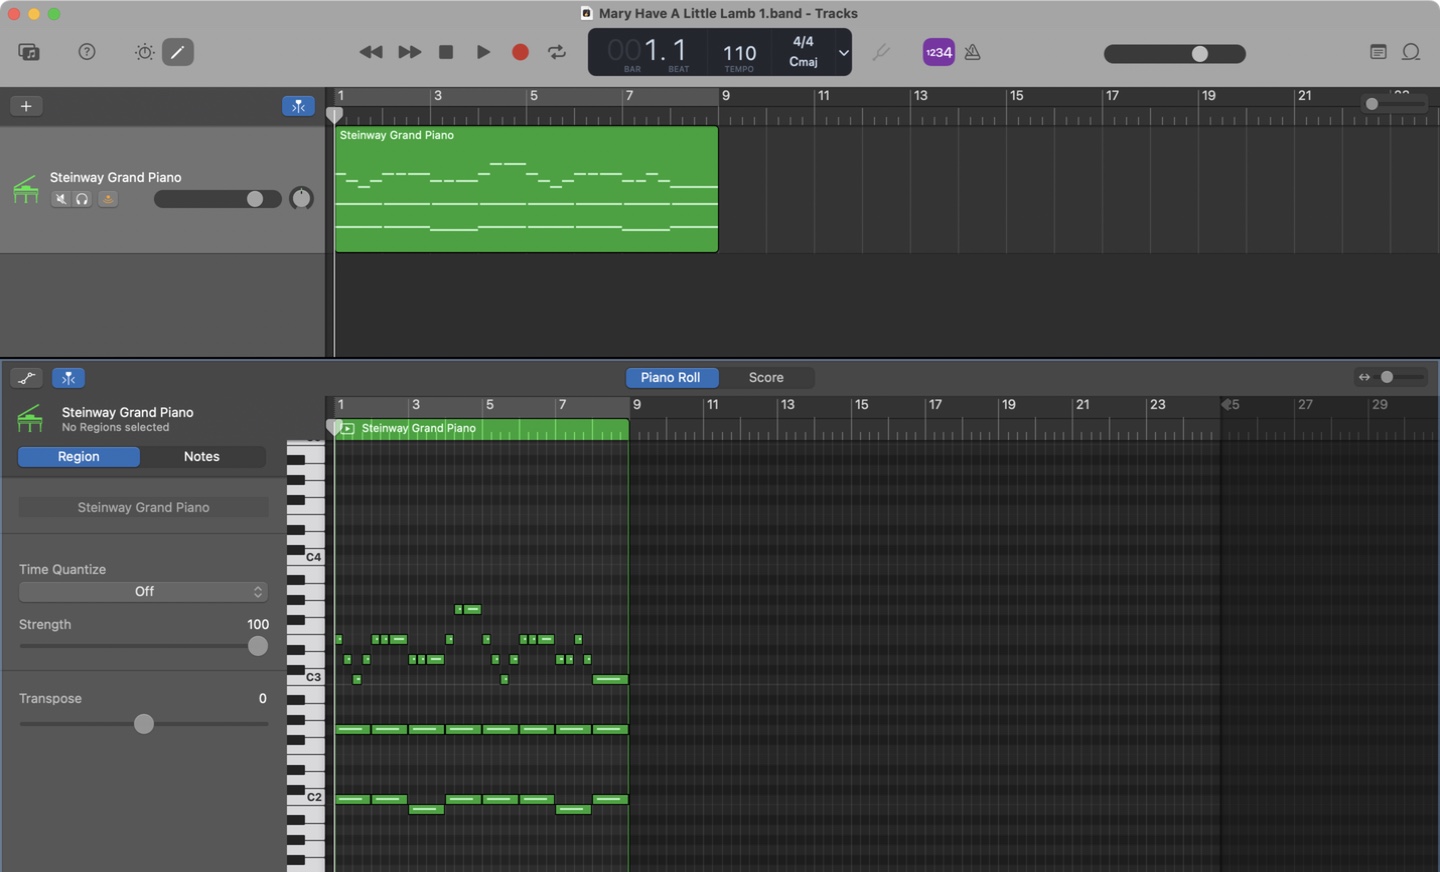 Mary Have A Little Lamb 1.band - Tracks
001.1
BAR BEAT
110
TEMPO
4/4
Cmaj
1234
1 3 5 7 9 11 13 15 17 19 21
Steinway Grand Piano
Steinway Grand Piano
Piano Roll Score
Steinway Grand Piano
No Regions selected
Region Notes
1 3 5 7 9 11 13 15 17 19 21 23 25 27 29
Steinway Grand Piano
Steinway Grand Piano
Time Quantize
Off
Strength 100
Transpose 0
C4
C3
C2